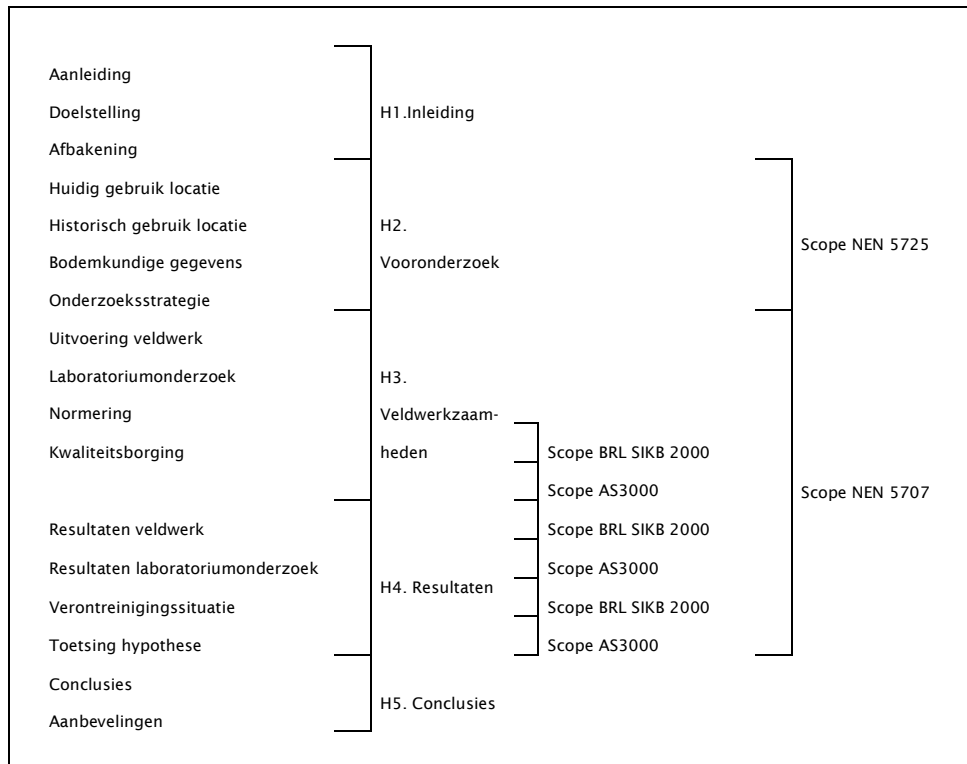 Aanleiding
Doelstelling
H1.Inleiding
Afbakening
Huidig gebruik locatie
Historisch gebruik locatie
H2.
Scope NEN 5725
Bodemkundige gegevens
Vooronderzoek
Onderzoeksstrategie
Uitvoering veldwerk
Laboratoriumonderzoek
H3.
Normering
Veldwerkzaam-
Kwaliteitsborging
heden
Scope BRL SIKB 2000
Scope AS3000
Scope NEN 5707
Resultaten veldwerk
Scope BRL SIKB 2000
Resultaten laboratoriumonderzoek
Scope AS3000
H4. Resultaten
Verontreinigingssituatie
Scope BRL SIKB 2000
Toetsing hypothese
Scope AS3000
Conclusies
H5. Conclusies
Aanbevelingen